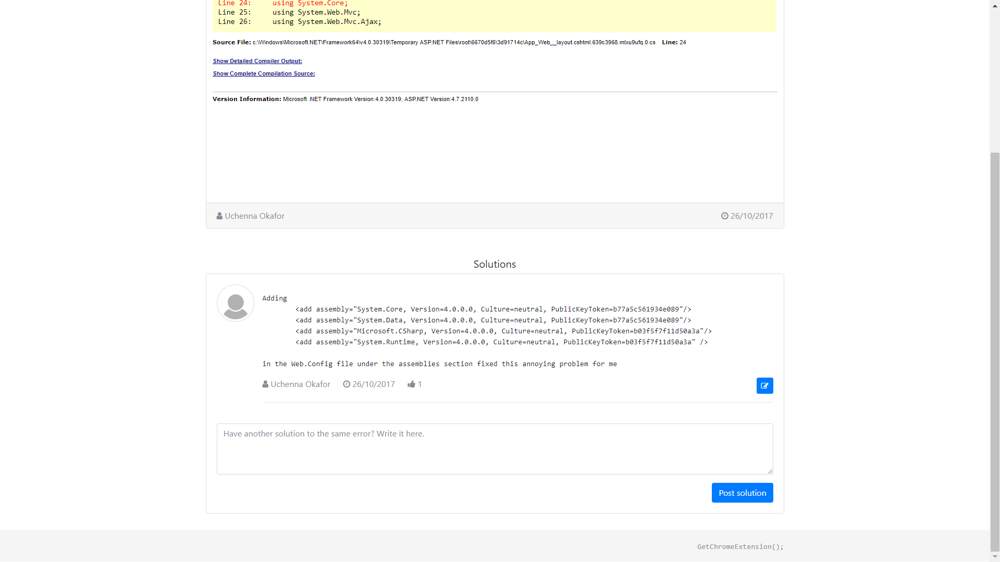 Line 24:     using System.Core;
Line 25:     using System.Web.Mvc;
Line 26:     using System.Web.Mvc.Ajax;
Source File: c:\Windows\Microsoft.NET\Framework64\v4.0.30319\Temporary ASP.NET Files\root\6670d5f6\3d91714c\App_Web__layout.cshtml.639c3968.mlxu9ufq.0.cs    Line: 24
Show Detailed Compiler Output:
Show Complete Compilation Source:
Version Information: Microsoft .NET Framework Version:4.0.30319; ASP.NET Version:4.7.2110.0
Uchenna Okafor 26/10/2017
Solutions
Adding
<add assembly="System.Core, Version=4.0.0.0, Culture=neutral, PublicKeyToken=b77a5c561934e089"/>
<add assembly="System.Data, Version=4.0.0.0, Culture=neutral, PublicKeyToken=b77a5c561934e089"/>
<add assembly="Microsoft.CSharp, Version=4.0.0.0, Culture=neutral, PublicKeyToken=b03f5f7f11d50a3a"/>
<add assembly="System.Runtime, Version=4.0.0.0, Culture=neutral, PublicKeyToken=b03f5f7f11d50a3a" />
in the Web.Config file under the assemblies section fixed this annoying problem for me
Uchenna Okafor 26/10/2017 1
Have another solution to the same error? Write it here.
Post solution
GetChromeExtension();